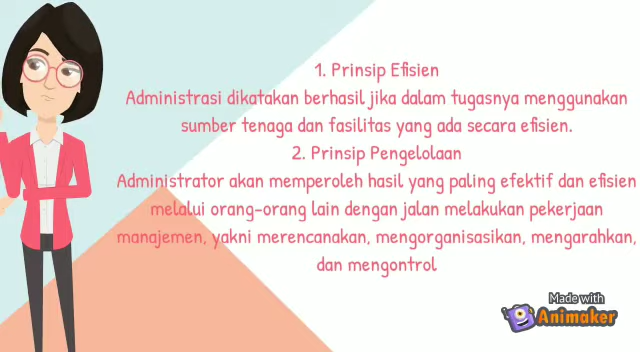 1. Prinsip Efisien
Administrasi dikatakan berhasil jika dalam tugasnya menggunakan
sumber tenaga dan fasilitas yang ada secara efisien.
2. Prinsip Pengelolaan
Administrator akan memperoleh hasil yang paling efektif dan efisien
melalui orang-orang lain dengan jalan melakukan pekerjaan
manajemen, yakni merencanakan, mengorganisasikan, mengarahkan,
dan mengontrol
Made with
Animaker